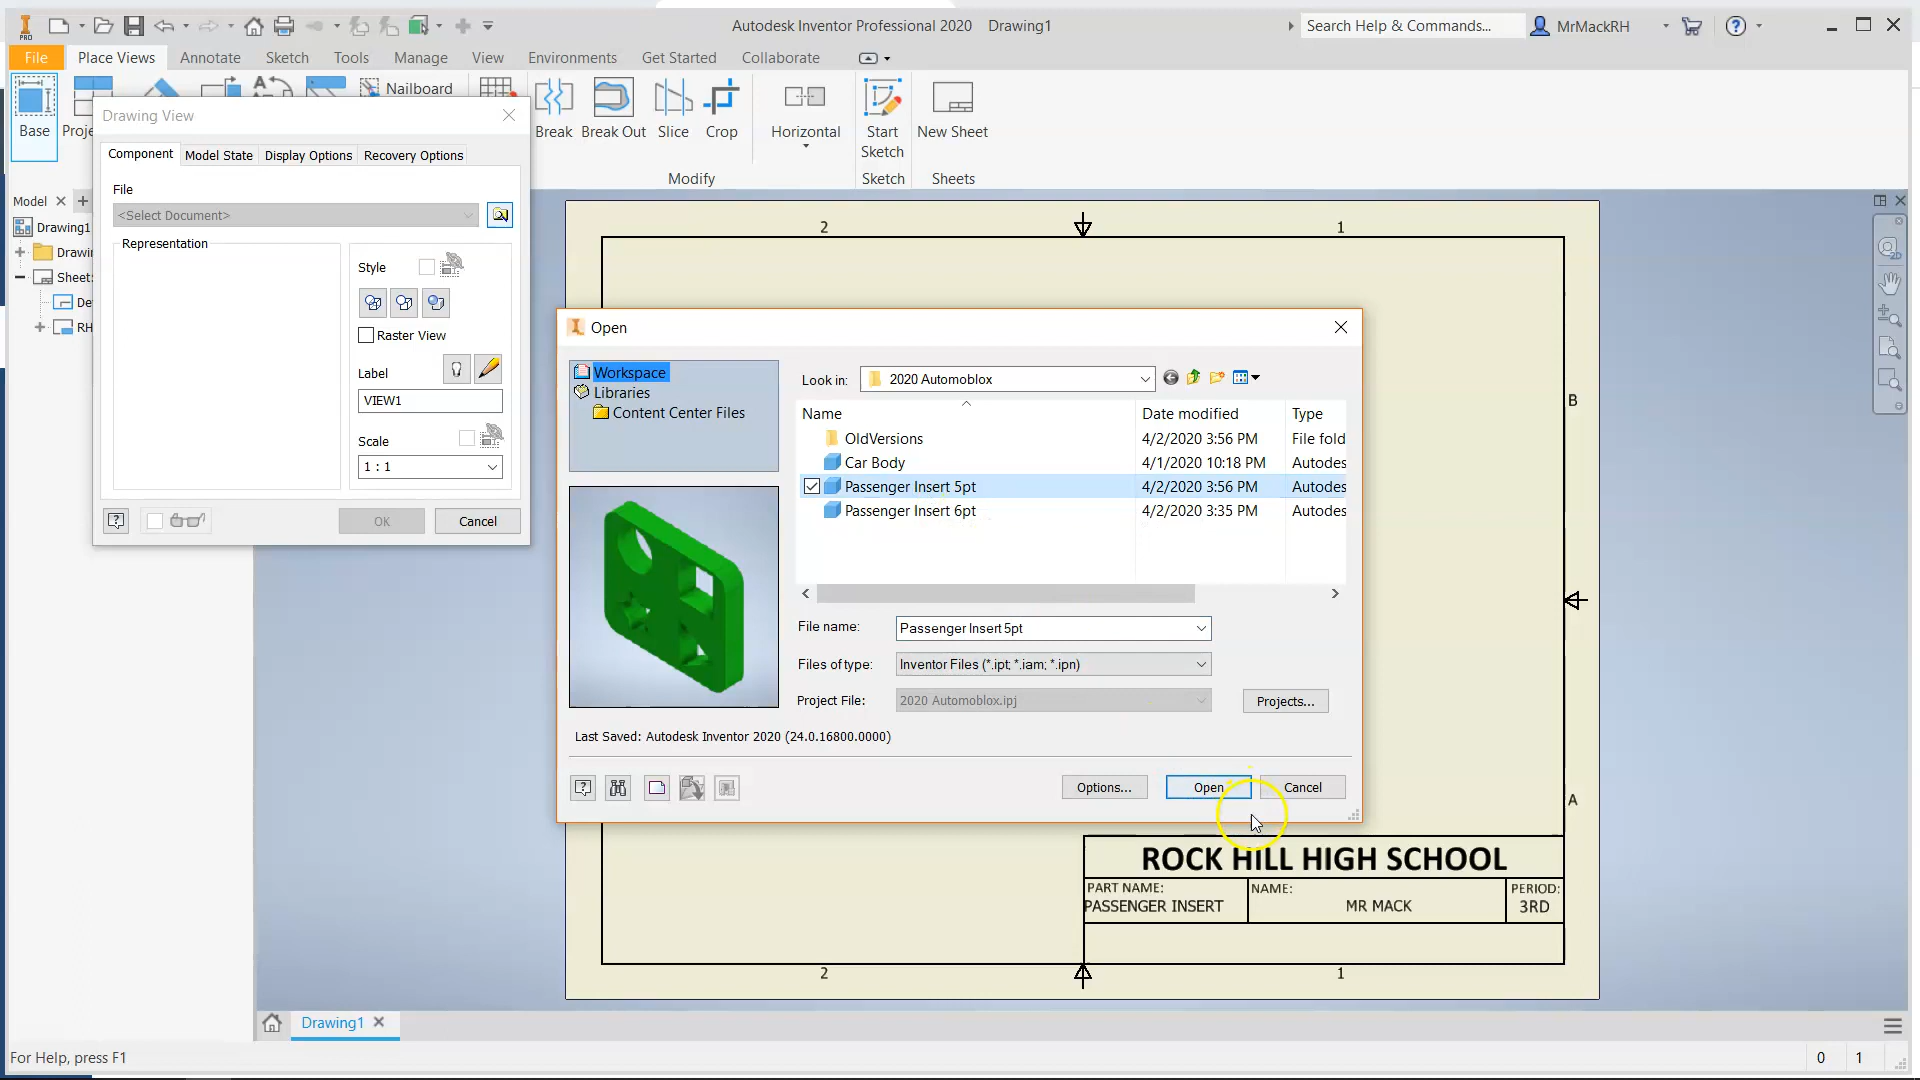 PRO
Autodesk Inventor Professional 2020 Drawing1
Search Help & Commands...
MrMackRH
File Place Views Annotate Sketch Tools Manage View Environments Get Started Collaborate
Base
Nailboard
Break
Break Out
Slice
Crop
Horizontal
Start Sketch
New Sheet
Modify
Sketch
Sheets
Drawing View
Component
Model State
Display Options
Recovery Options
File
<Select Document>
Representation
Style
Raster View
Label
VIEW1
Scale
1 : 1
OK
Cancel
Model
Drawing1
Open
Workspace
Libraries
Content Center Files
Look in:
2020 Automoblox
Name
Date modified
Type
OldVersions 4/2/2020 3:56 PM File fold
Car Body 4/1/2020 10:18 PM Autodes
Passenger Insert 5pt 4/2/2020 3:56 PM Autodes
Passenger Insert 6pt 4/2/2020 3:35 PM Autodes
File name:
Passenger Insert 5pt
Files of type:
Inventor Files (*.ipt; *.iam; *.ipn)
Project File:
2020 Automoblox.ipj
Projects...
Last Saved: Autodesk Inventor 2020 (24.0.16800.0000)
Options...
Open
Cancel
2
1
B
A
ROCK HILL HIGH SCHOOL
PART NAME:
PASSENGER INSERT
NAME:
MR MACK
PERIOD:
3RD
2
1
Drawing1
For Help, press F1
0
1